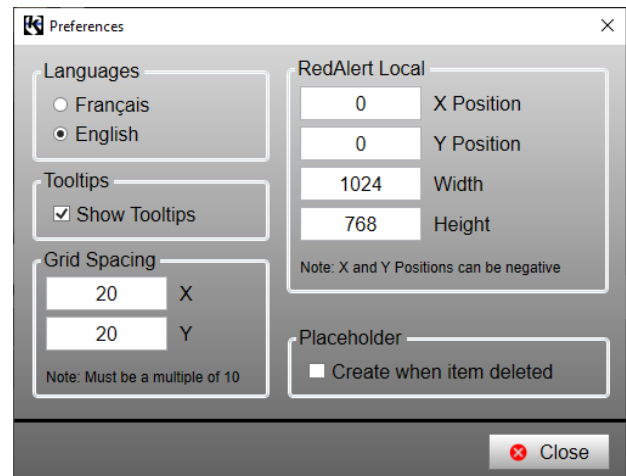 Preferences
Languages
Français
English
Tooltips
Show Tooltips
Grid Spacing
20 X
20 Y
Note: Must be a multiple of 10
RedAlert Local
0 X Position
0 Y Position
1024 Width
768 Height
Note: X and Y Positions can be negative
Placeholder
Create when item deleted
Close